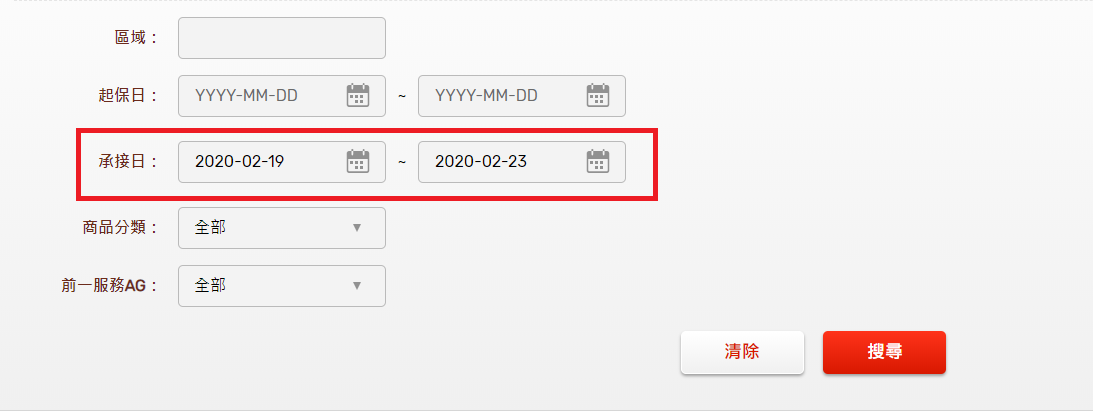 區域：
起保日： YYYY-MM-DD ~ YYYY-MM-DD
承接日： 2020-02-19 ~ 2020-02-23
商品分類： 全部 ▼
前一服務AG： 全部 ▼
清除 搜尋